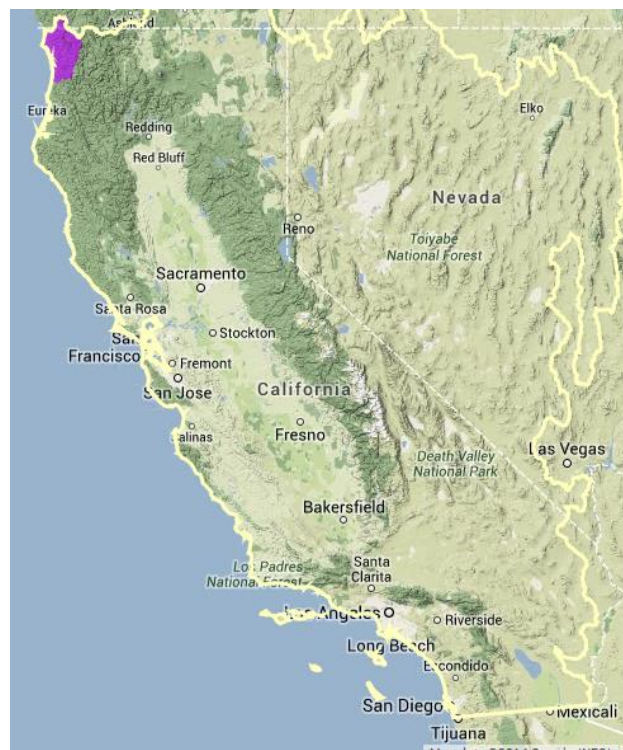 Ashland
Eureka
Redding
Elko
Red Bluff
Nevada
Reno
Toiyabe
National Forest
Sacramento
Santa Rosa
Stockton
San
Francisco
Fremont
San Jose
California
Salinas
Fresno
Las Vegas
Death Valley
National Park
Bakersfield
Los Padres
National Forest
Santa
Clarita
Los Angeles
Riverside
Long Beach
Escondido
San Diego
Mexicali
Tijuana